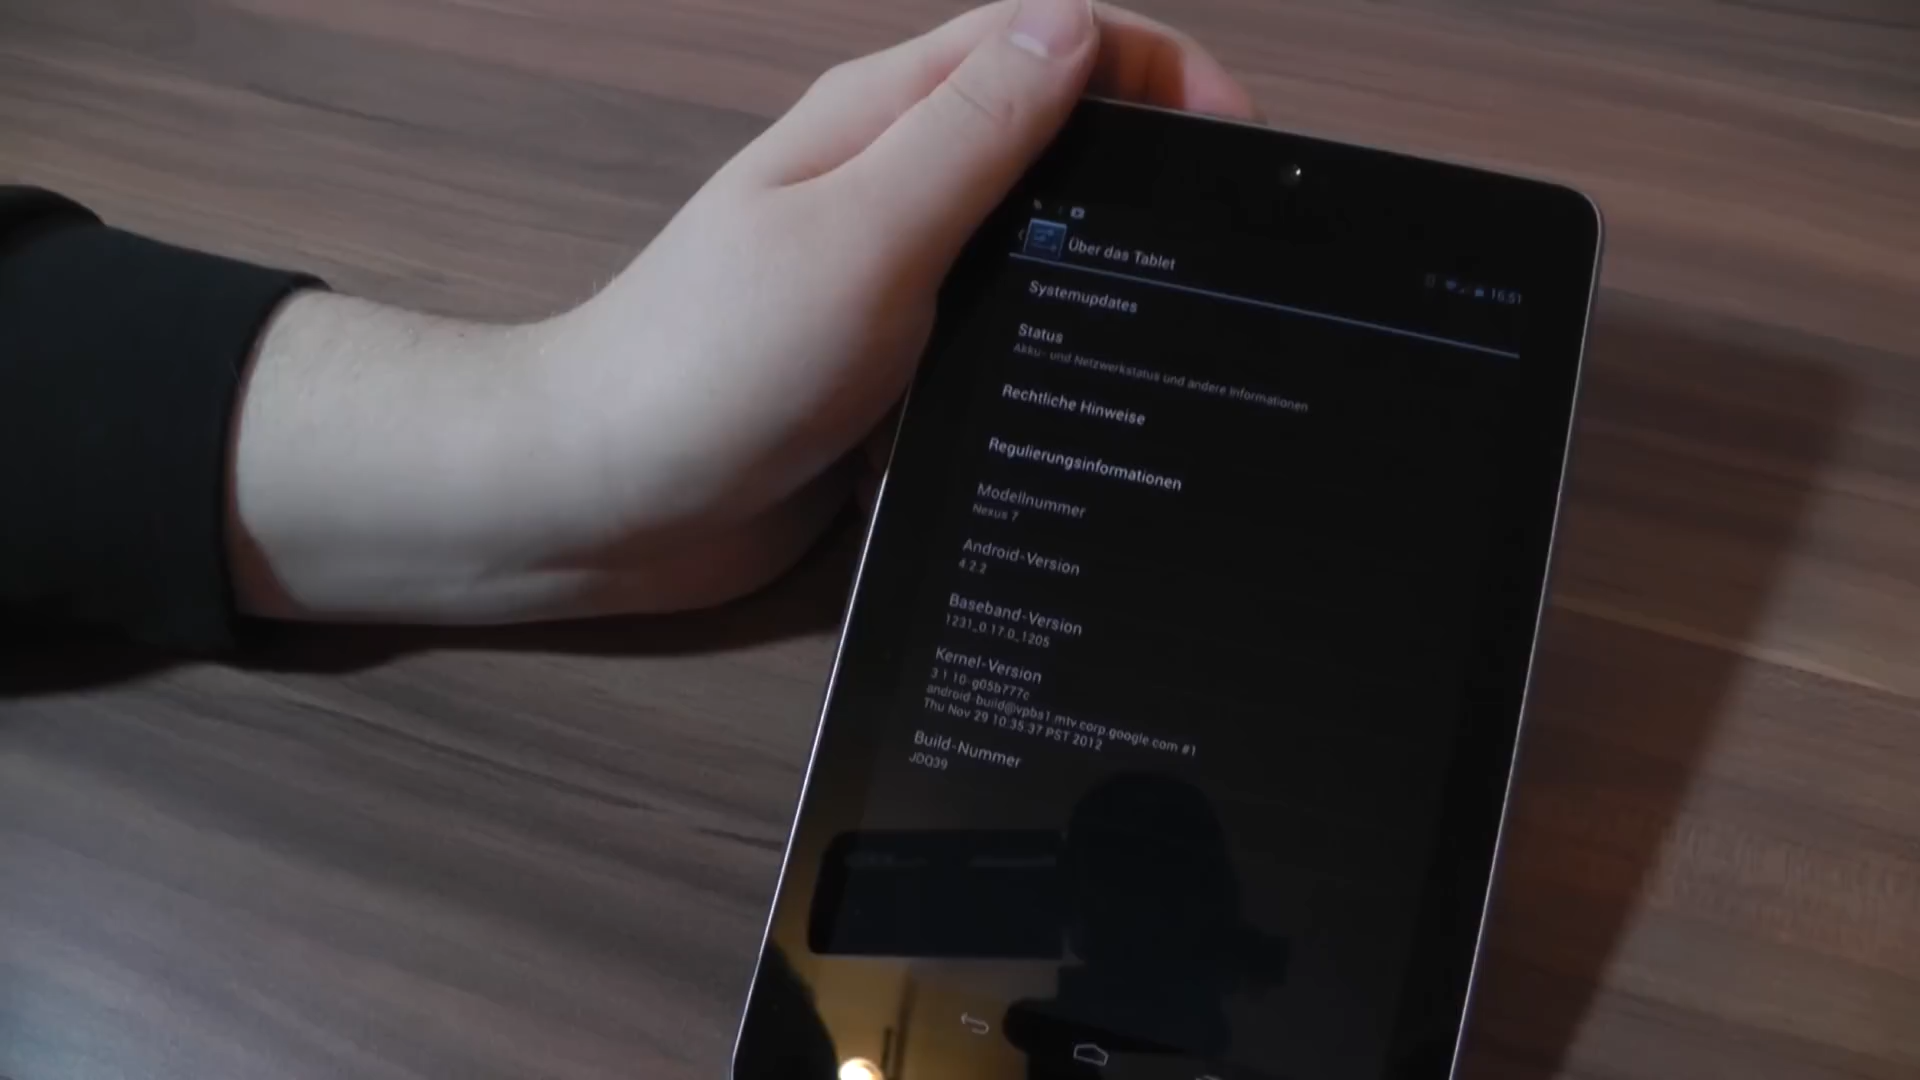 Über das Tablet
16:51
Systemupdates
Status
Akku- und Netzwerkstatus und andere Informationen
Rechtliche Hinweise
Regulierungsinformationen
Modellnummer
Nexus 7
Android-Version
4.2.2
Baseband-Version
1231_0.17.0_1205
Kernel-Version
3.1.10-g05b777c
android-build@vpbs1.mtv.corp.google.com #1
Thu Nov 29 10:35:37 PST 2012
Build-Nummer
JDQ39